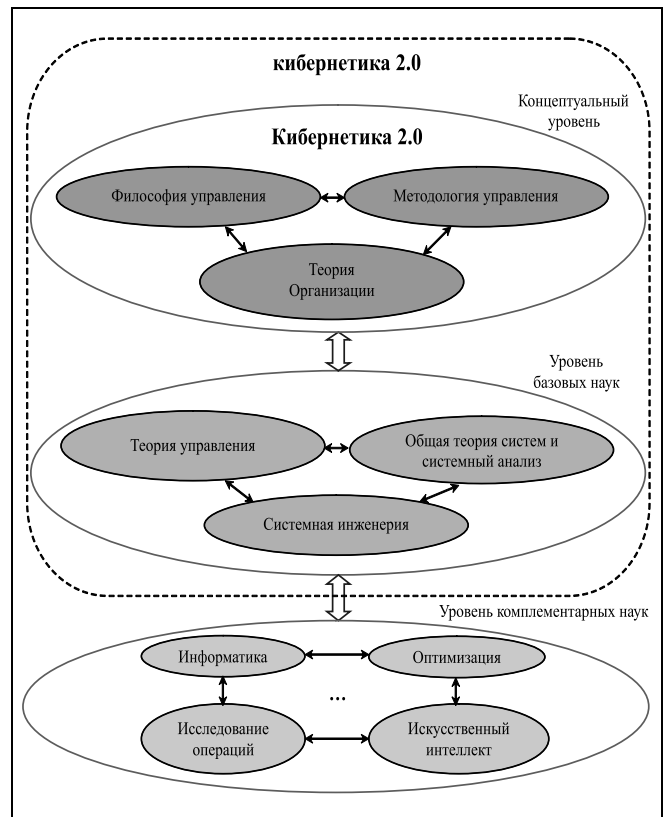 кибернетика 2.0
Концептуальный
уровень
Кибернетика 2.0
Философия управления
Методология управления
Теория
Организации
Уровень
базовых наук
Теория управления
Общая теория систем и
системный анализ
Системная инженерия
Уровень комплементарных наук
Информатика
Оптимизация
...
Исследование
операций
Искусственный
интеллект